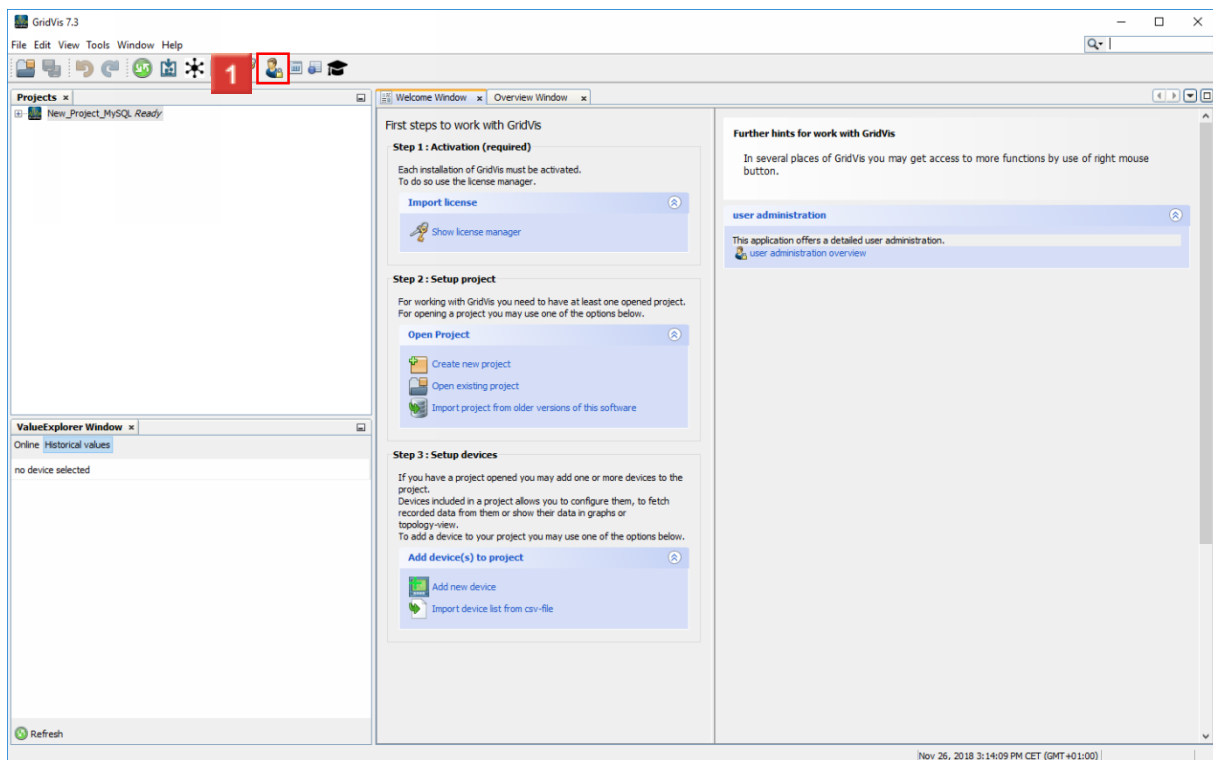 GridVis 7.3
File Edit View Tools Window Help
1
Projects
New_Project_MySQL Ready
Welcome Window
Overview Window
First steps to work with GridVis
Step 1 : Activation (required)
Each installation of GridVis must be activated.
To do so use the license manager.
Import license
Show license manager
Step 2 : Setup project
For working with GridVis you need to have at least one opened project.
For opening a project you may use one of the options below.
Open Project
Create new project
Open existing project
Import project from older versions of this software
Step 3 : Setup devices
If you have a project opened you may add one or more devices to the
project.
Devices included in a project allows you to configure them, to fetch
recorded data from them or show their data in graphs or
topology-view.
To add a device to your project you may use one of the options below.
Add device(s) to project
Add new device
Import device list from csv-file
Further hints for work with GridVis
In several places of GridVis you may get access to more functions by use of right mouse
button.
user administration
This application offers a detailed user administration.
user administration overview
ValueExplorer Window
Online Historical values
no device selected
Refresh
Nov 26, 2018 3:14:09 PM CET (GMT+01:00)